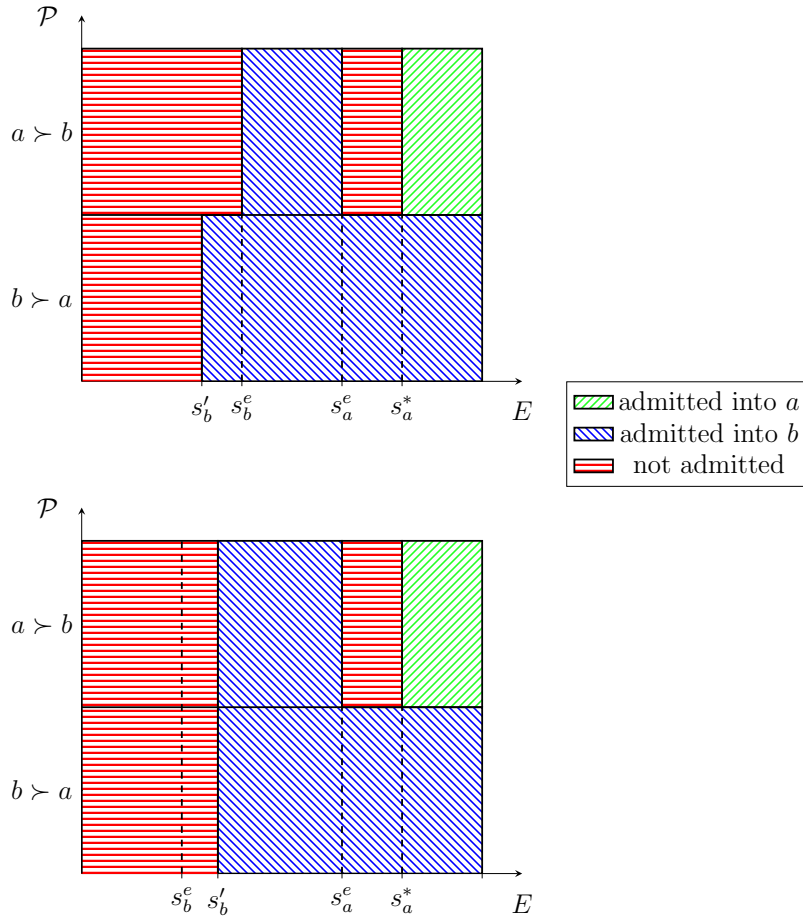 𝒫
a ≻ b
b ≻ a
s′_b s^e_b s^e_a s^*_a E
admitted into a
admitted into b
not admitted
𝒫
a ≻ b
b ≻ a
s^e_b s′_b s^e_a s^*_a E